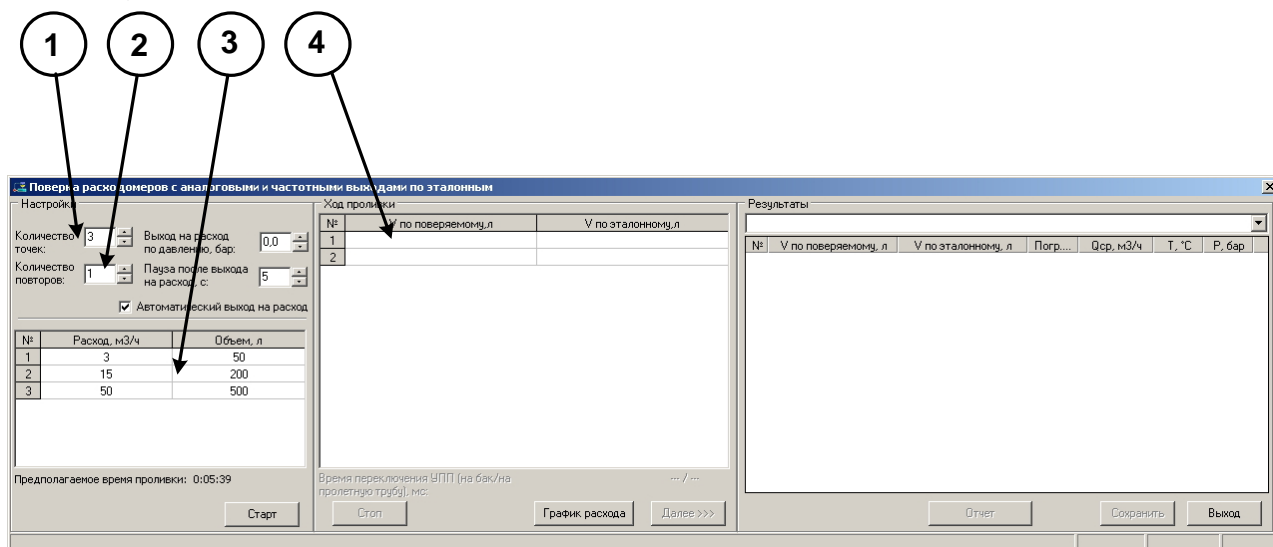 1 2 3 4
Поверка расходомеров с аналоговыми и частотными выходами по эталонным
Настройки
Количество точек: 3
Выход на расход по давлению, бар: 0,0
Количество повторов: 1
Пауза после выхода на расход, с: 5
Автоматический выход на расход
№ Расход, м3/ч Объем, л
1 3 50
2 15 200
3 50 500
Предполагаемое время проливки: 0:05:39
Старт
Ход проливки
№ V по поверяемому,л V по эталонному,л
1
2
Время переключения УПП (на бак/на --- / ---
пролетную трубу), мс:
Стоп График расхода Далее >>>
Результаты
№ V по поверяемому, л V по эталонному, л Погр.... Qср, м3/ч T, °C P, бар
Отчет Сохранить Выход